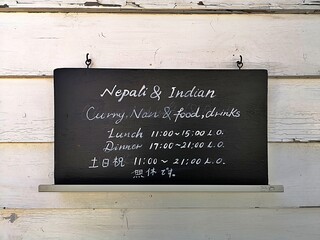 Nepali & Indian
Curry, Nan & food, drinks
Lunch 11:00~15:00 L.O.
Dinner 17:00~21:00 L.O.
土日祝 11:00~21:00 L.O.
無休です。